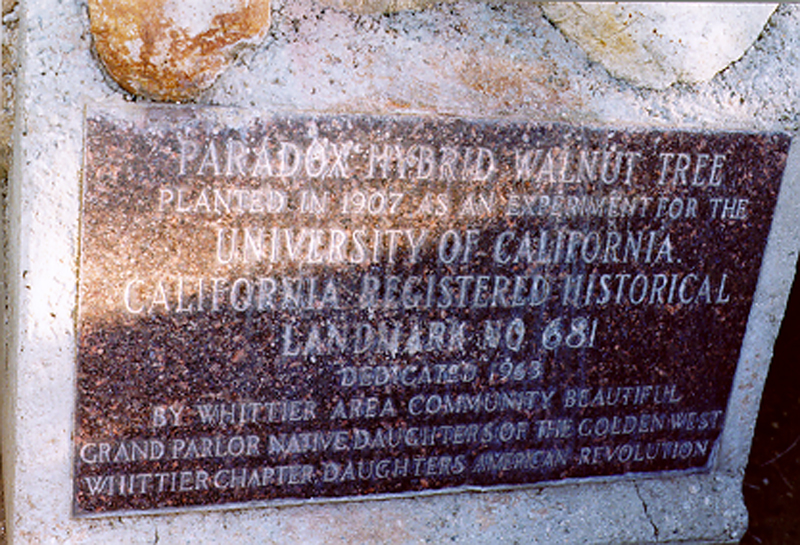 PARADOX HYBRID WALNUT TREE
PLANTED IN 1907 AS AN EXPERIMENT FOR THE
UNIVERSITY OF CALIFORNIA.
CALIFORNIA REGISTERED HISTORICAL
LANDMARK NO 681
DEDICATED 1963
BY WHITTIER AREA COMMUNITY BEAUTIFUL
GRAND PARLOR NATIVE DAUGHTERS OF THE GOLDEN WEST
WHITTIER CHAPTER DAUGHTERS AMERICAN REVOLUTION